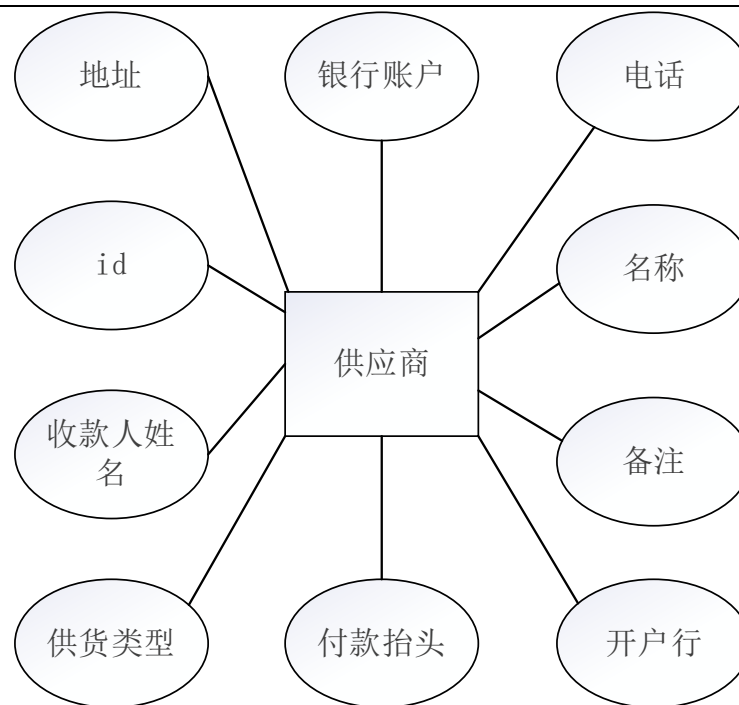 地址
银行账户
电话
id
名称
供应商
收款人姓
名
备注
供货类型
付款抬头
开户行